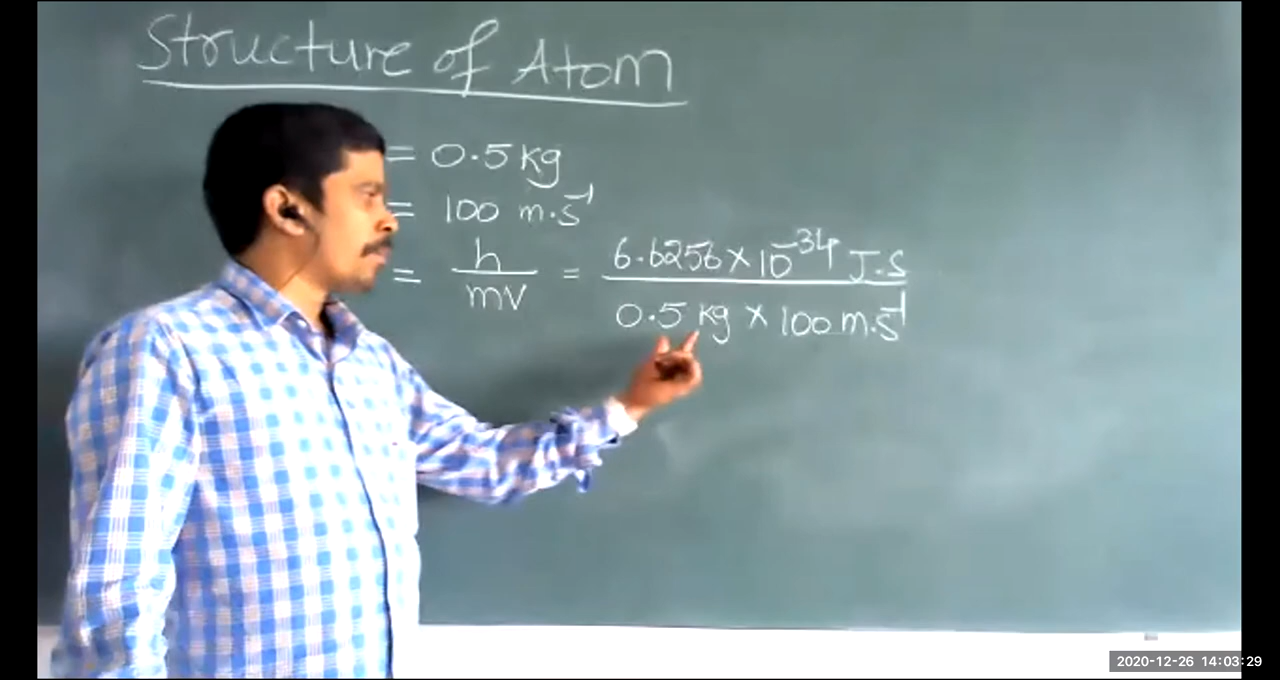 Structure of Atom
= 0.5 kg
= 100 m.s⁻¹
= h/mv = 6.6256 × 10⁻³⁴ J.S / 0.5 kg × 100 m.s⁻¹
2020-12-26 14:03:29